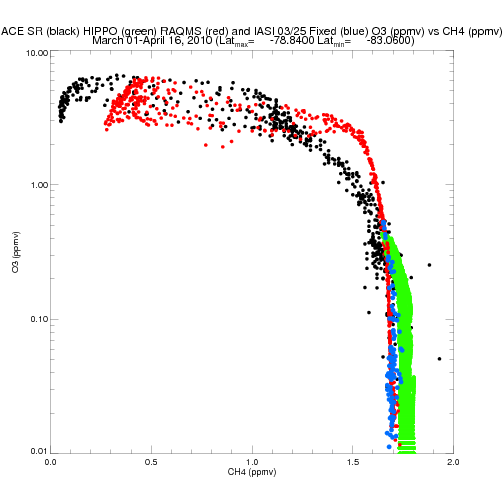 ACE SR (black) HIPPO (green) RAQMS (red) and IASI 03/25 Fixed (blue) O3 (ppmv) vs CH4 (ppmv)
March 01-April 16, 2010 (Latmax= -78.8400 Latmin= -83.0600)
10.00
1.00
0.10
0.01
O3 (ppmv)
0.0 0.5 1.0 1.5 2.0
CH4 (ppmv)